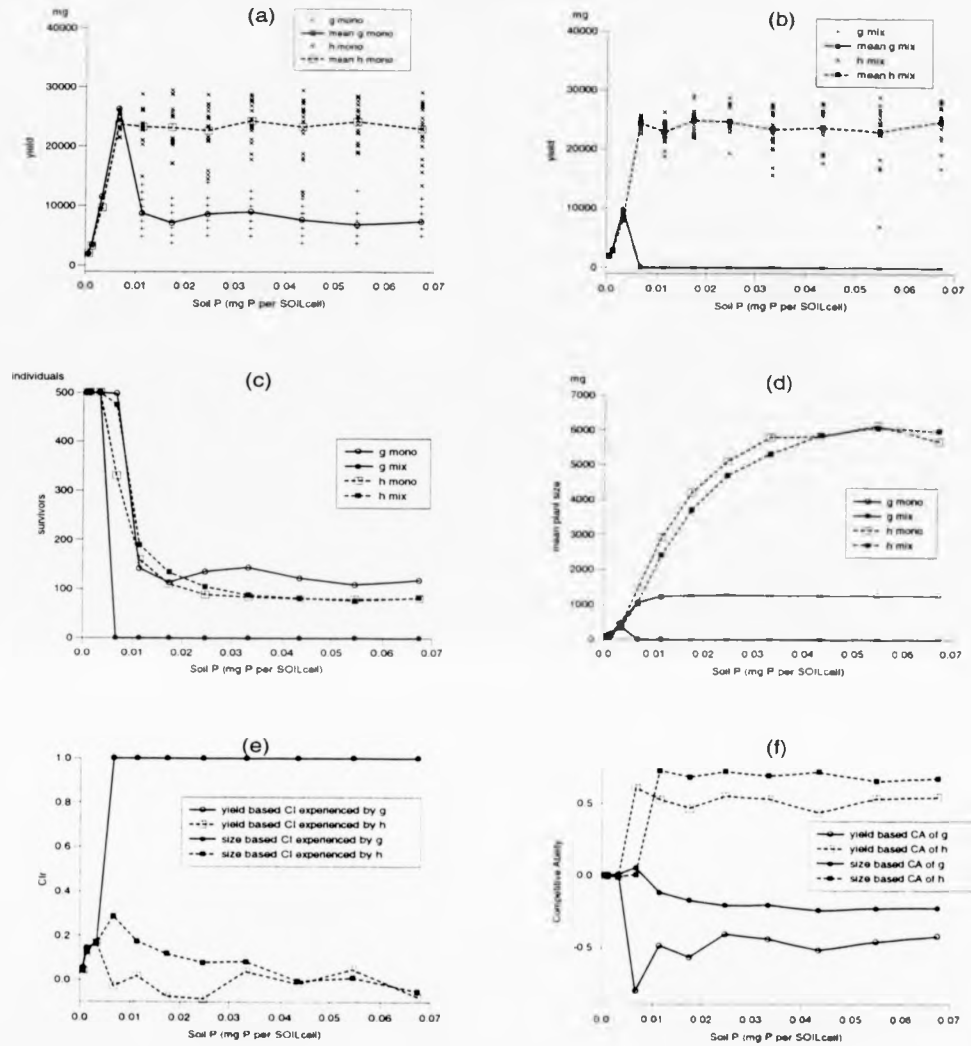 (a)
mg
40000
30000
20000
10000
0
yield
g mono
mean g mono
h mono
mean h mono
0.0 0.01 0.02 0.03 0.04 0.05 0.06 0.07
Soil P (mg P per SOILcell)
(b)
mg
40000
30000
20000
10000
0
yield
g mix
mean g mix
h mix
mean h mix
0.0 0.01 0.02 0.03 0.04 0.05 0.06 0.07
Soil P (mg P per SOILcell)
(c)
individuals
500
400
300
200
100
0
survivors
g mono
g mix
h mono
h mix
0.0 0.01 0.02 0.03 0.04 0.05 0.06 0.07
Soil P (mg P per SOILcell)
(d)
mg
7000
6000
5000
4000
3000
2000
1000
0
mean plant size
g mono
g mix
h mono
h mix
0.0 0.01 0.02 0.03 0.04 0.05 0.06 0.07
Soil P (mg P per SOILcell)
(e)
1.0
0.8
0.6
0.4
0.2
0.0
CIr
yield based CI experienced by g
yield based CI experienced by h
size based CI experienced by g
size based CI experienced by h
0.0 0.01 0.02 0.03 0.04 0.05 0.06 0.07
Soil P (mg P per SOILcell)
(f)
0.5
0.0
-0.5
Competitive Ability
yield based CA of g
yield based CA of h
size based CA of g
size based CA of h
0.0 0.01 0.02 0.03 0.04 0.05 0.06 0.07
Soil P (mg P per SOILcell)